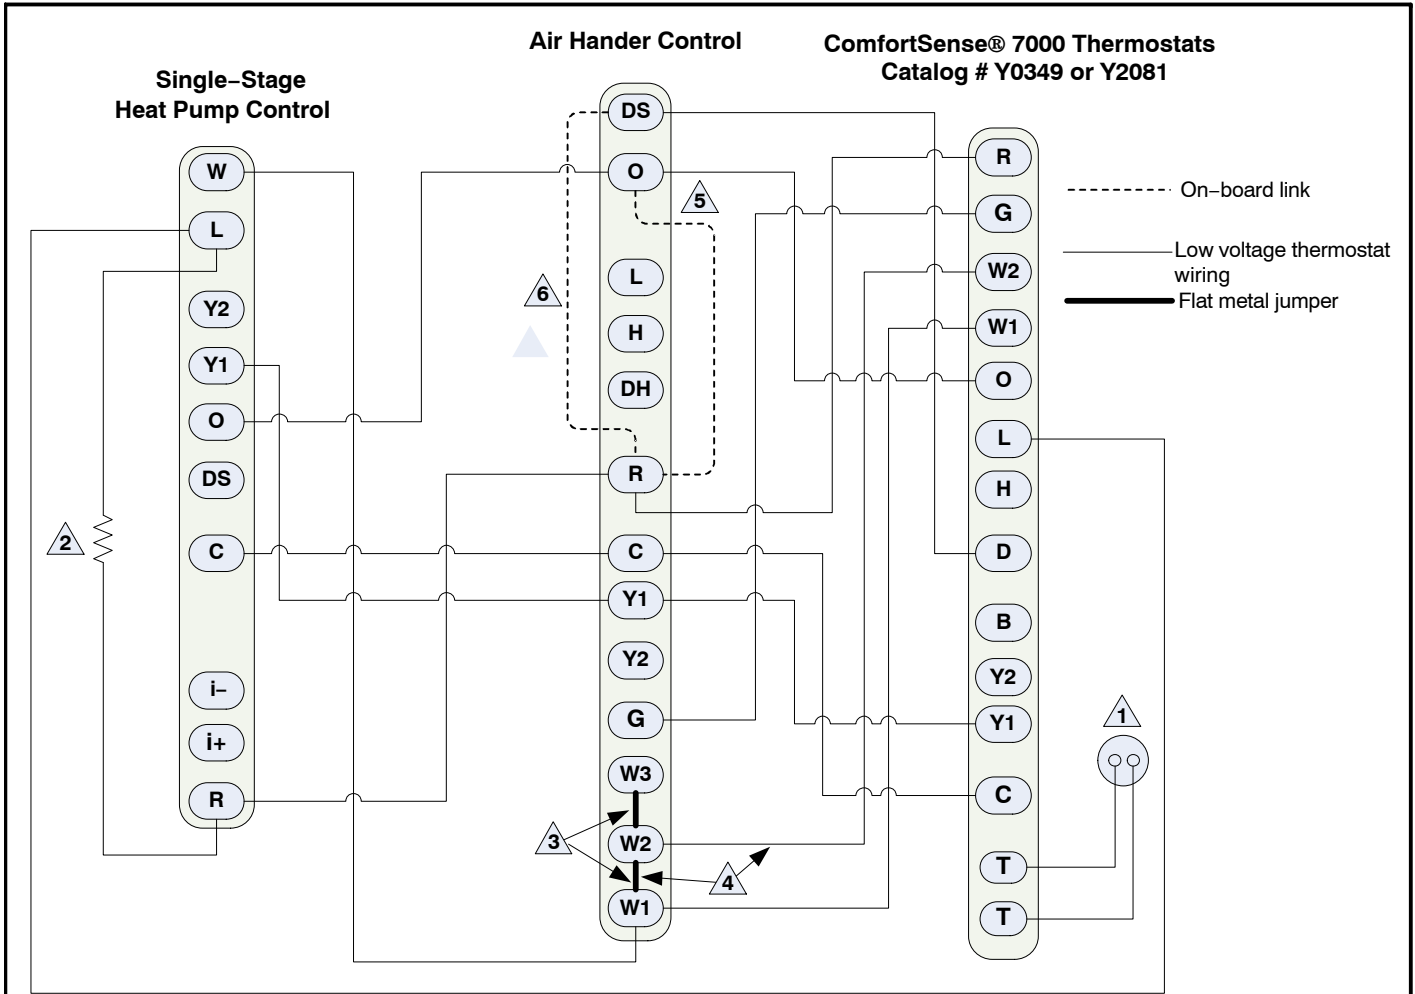 Air Hander Control
ComfortSense® 7000 Thermostats
Catalog # Y0349 or Y2081
Single−Stage
Heat Pump Control
W
L
Y2
Y1
O
DS
C
i−
i+
R
2
DS
O
L
H
DH
R
C
Y1
Y2
G
W3
W2
W1
5
6
3
4
R
G
W2
W1
O
L
H
D
B
Y2
Y1
C
T
T
1
On−board link
Low voltage thermostat
wiring
Flat metal jumper